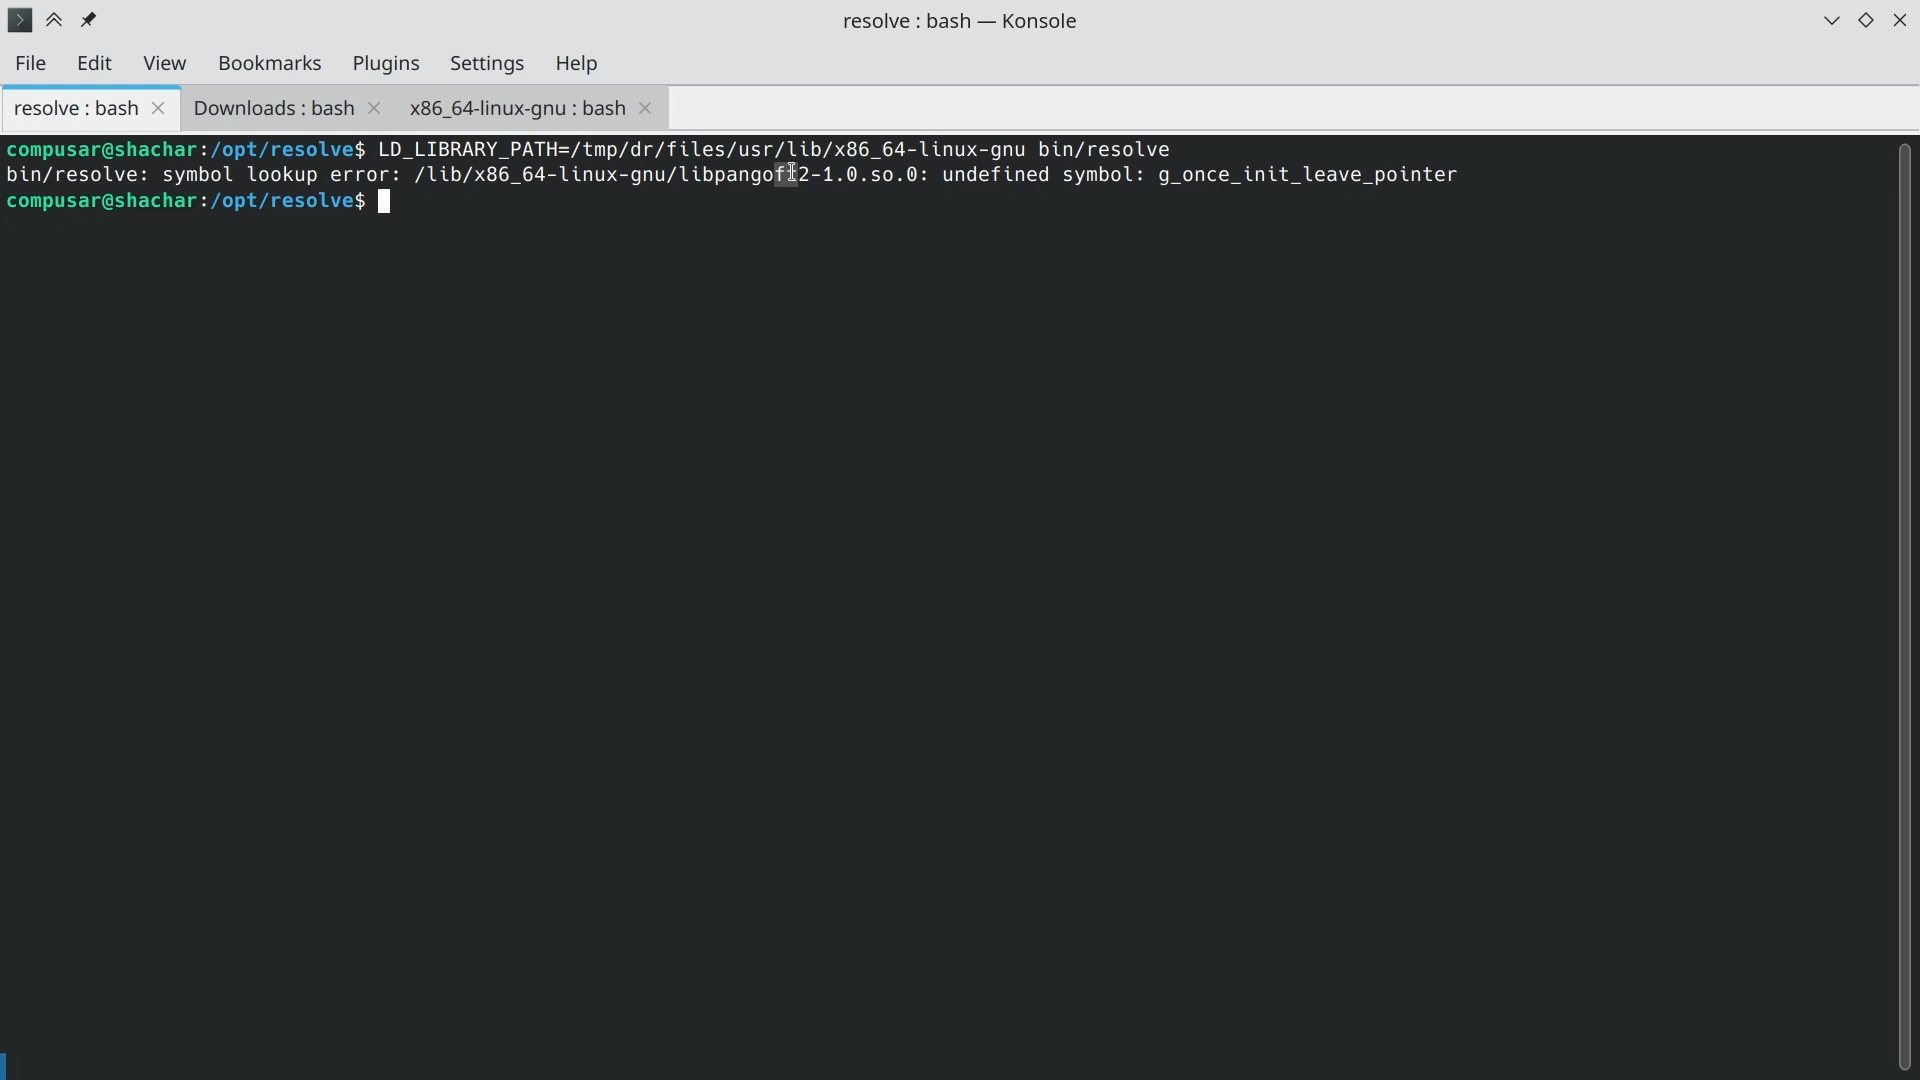 resolve : bash — Konsole
File Edit View Bookmarks Plugins Settings Help
resolve : bash Downloads : bash x86_64-linux-gnu : bash
compusar@shachar:/opt/resolve$ LD_LIBRARY_PATH=/tmp/dr/files/usr/lib/x86_64-linux-gnu bin/resolve
bin/resolve: symbol lookup error: /lib/x86_64-linux-gnu/libpangoft2-1.0.so.0: undefined symbol: g_once_init_leave_pointer
compusar@shachar:/opt/resolve$